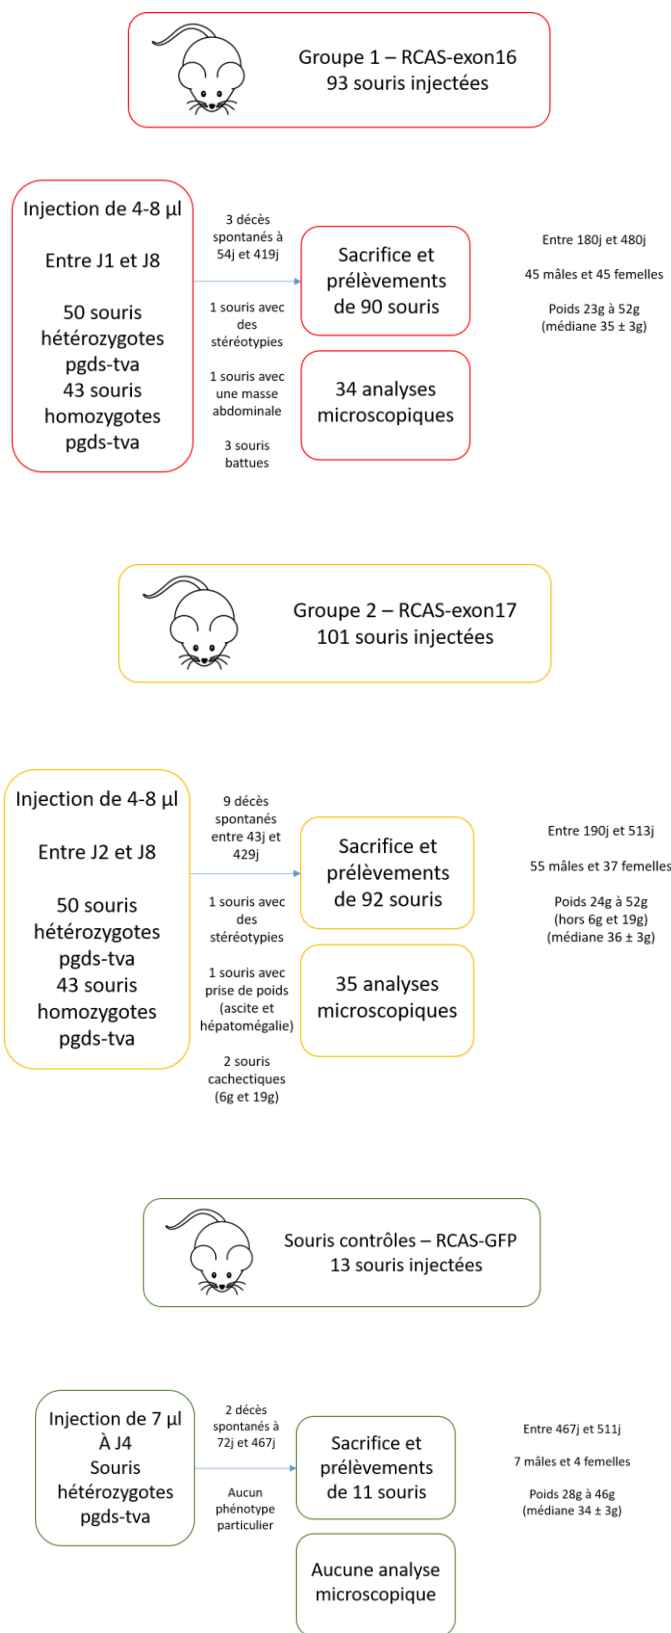 Groupe 1 – RCAS-exon16
93 souris injectées
Injection de 4-8 µl
Entre J1 et J8
50 souris
hétérozygotes
pgds-tva
43 souris
homozygotes
pgds-tva
3 décès
spontanés à
54j et 419j
1 souris avec
des
stéréotypies
1 souris avec
une masse
abdominale
3 souris
battues
Sacrifice et
prélèvements
de 90 souris
34 analyses
microscopiques
Entre 180j et 480j
45 mâles et 45 femelles
Poids 23g à 52g
(médiane 35 ± 3g)
Groupe 2 – RCAS-exon17
101 souris injectées
Injection de 4-8 µl
Entre J2 et J8
50 souris
hétérozygotes
pgds-tva
43 souris
homozygotes
pgds-tva
9 décès
spontanés
entre 43j et
429j
1 souris avec
des
stéréotypies
1 souris avec
prise de poids
(ascite et
hépatomégalie)
2 souris
cachectiques
(6g et 19g)
Sacrifice et
prélèvements
de 92 souris
35 analyses
microscopiques
Entre 190j et 513j
55 mâles et 37 femelles
Poids 24g à 52g
(hors 6g et 19g)
(médiane 36 ± 3g)
Souris contrôles – RCAS-GFP
13 souris injectées
Injection de 7 µl
À J4
Souris
hétérozygotes
pgds-tva
2 décès
spontanés à
72j et 467j
Aucun
phénotype
particulier
Sacrifice et
prélèvements
de 11 souris
Aucune analyse
microscopique
Entre 467j et 511j
7 mâles et 4 femelles
Poids 28g à 46g
(médiane 34 ± 3g)